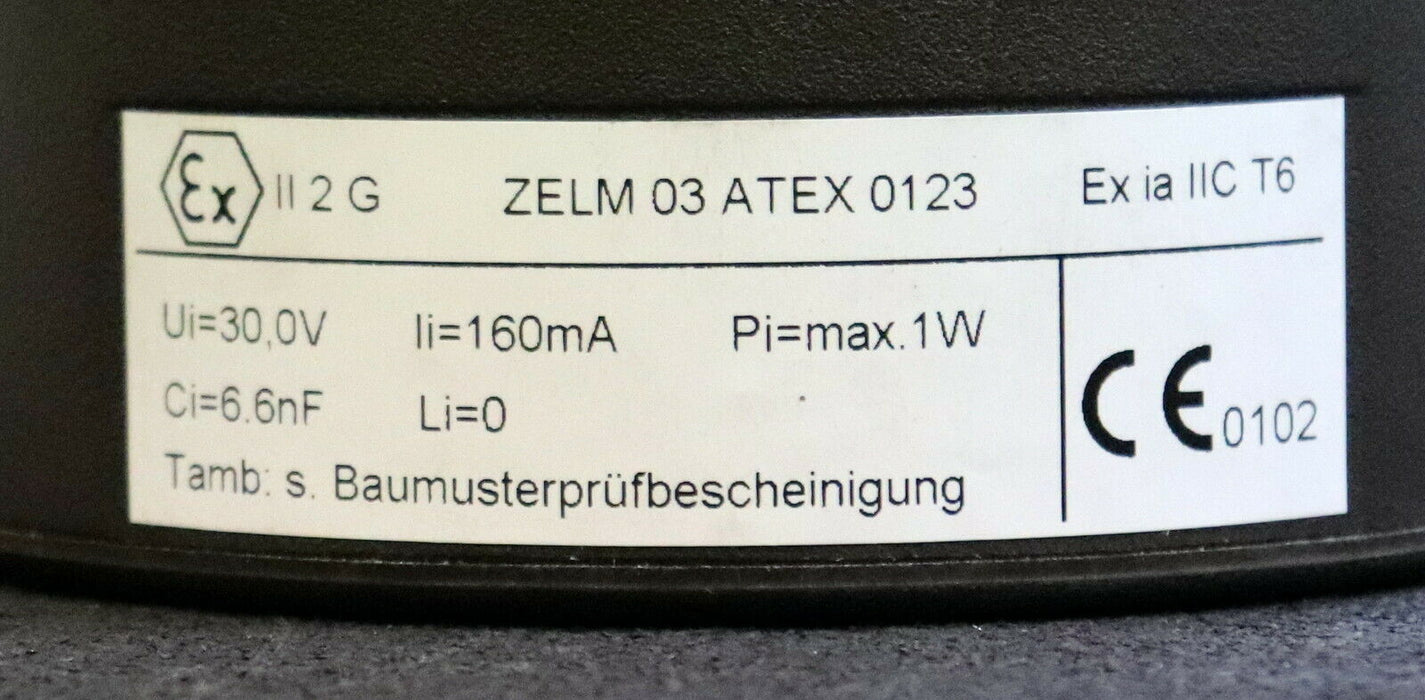 Ex II 2 G ZELM 03 ATEX 0123 Ex ia IIC T6
Ui=30,0V Ii=160mA Pi=max.1W
Ci=6.6nF Li=0
CE 0102
Tamb: s. Baumusterprüfbescheinigung